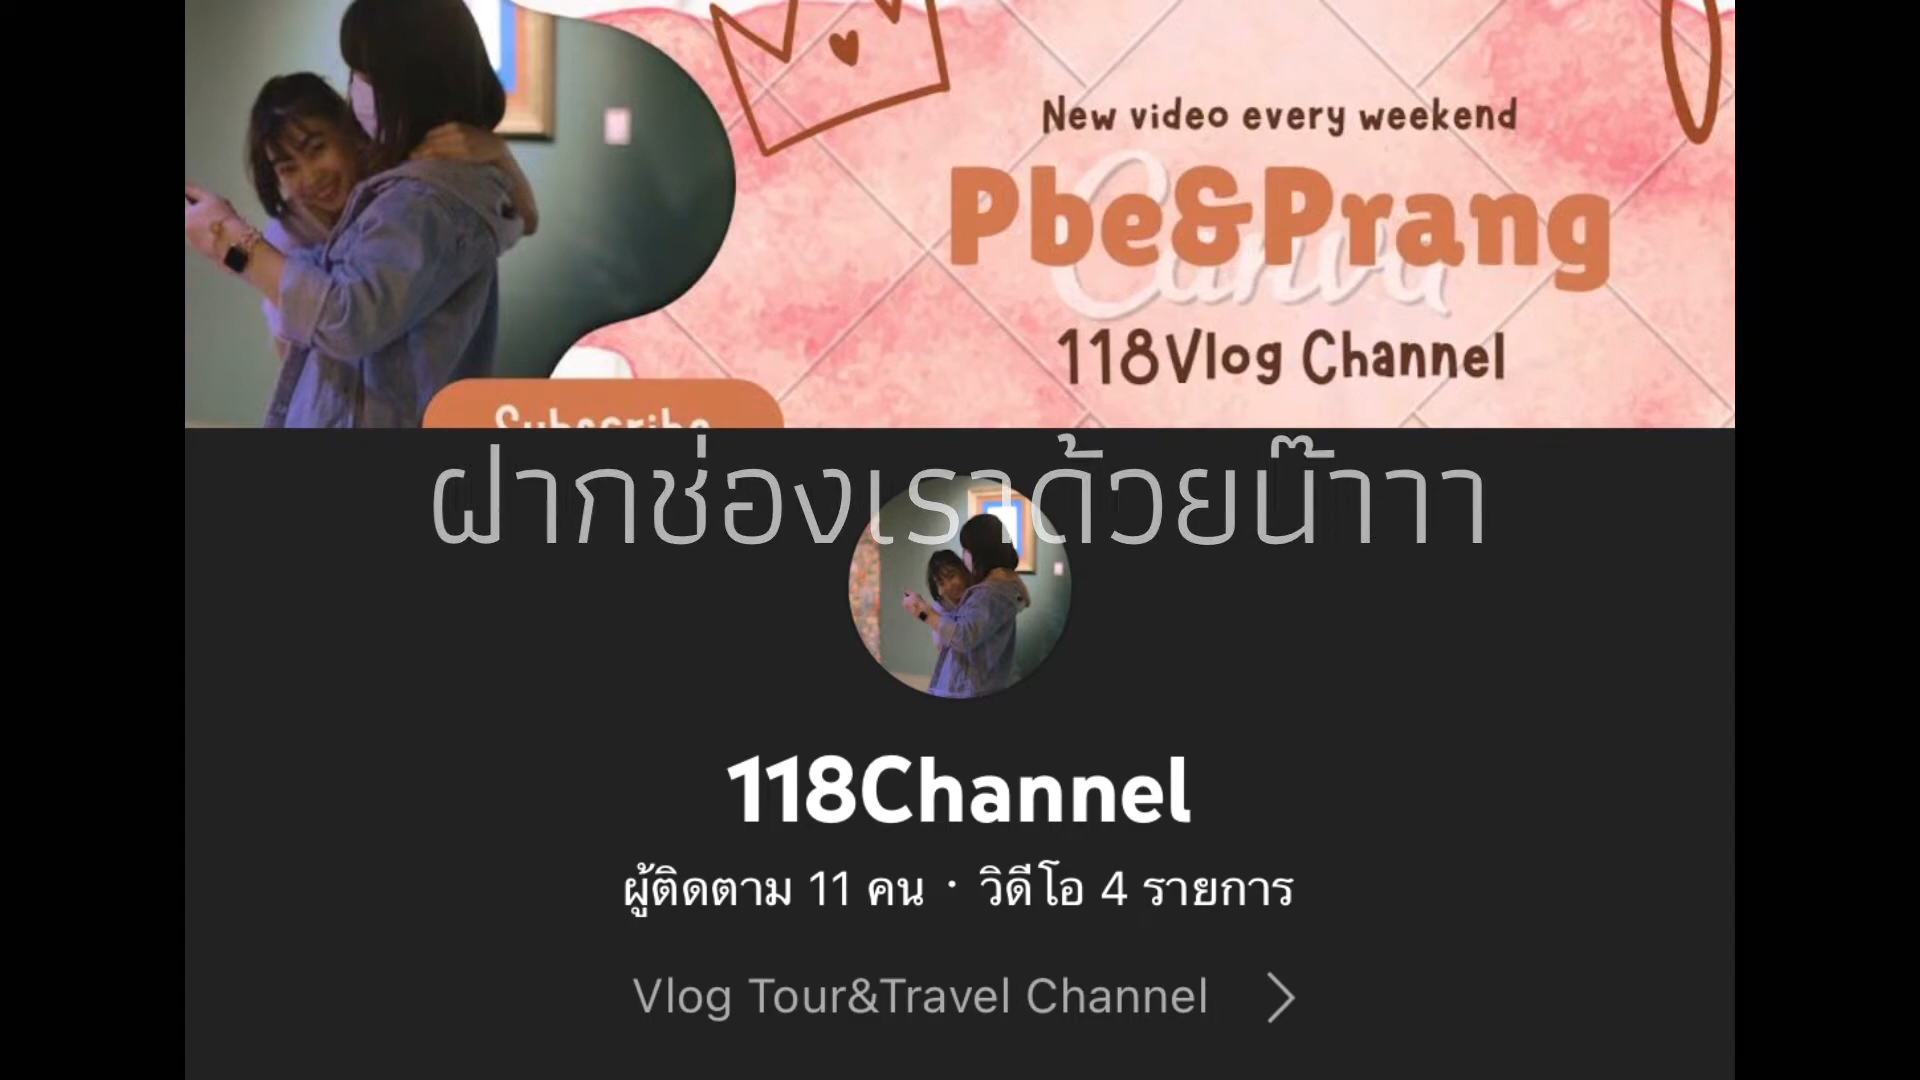 New video every weekend
Pbe&Prang
Canva
118Vlog Channel
Subscribe
ฝากช่องเราด้วยน๊าาา
118Channel
ผู้ติดตาม 11 คน · วิดีโอ 4 รายการ
Vlog Tour&Travel Channel